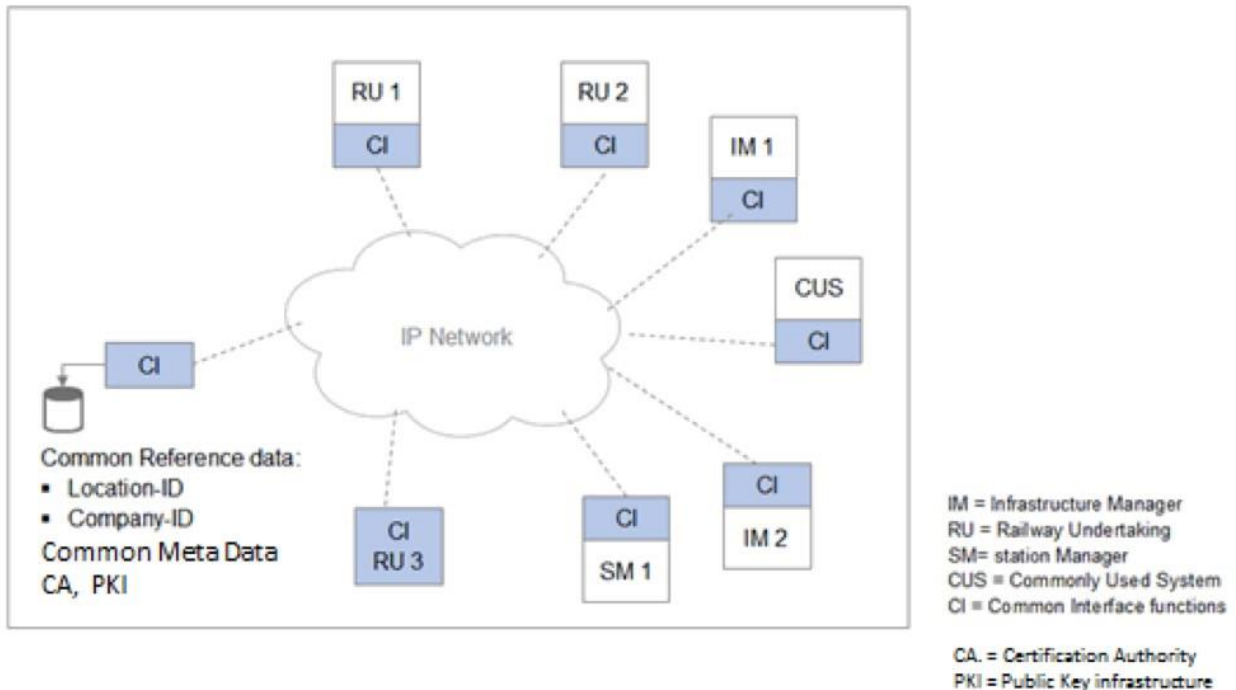 RU 1
CI
RU 2
CI
IM 1
CI
CUS
CI
IP Network
CI
Common Reference data:
▪ Location-ID
▪ Company-ID
Common Meta Data
CA, PKI
CI
RU 3
CI
SM 1
CI
IM 2
IM = Infrastructure Manager
RU = Railway Undertaking
SM= station Manager
CUS = Commonly Used System
CI = Common Interface functions
CA. = Certification Authority
PKI = Public Key infrastructure